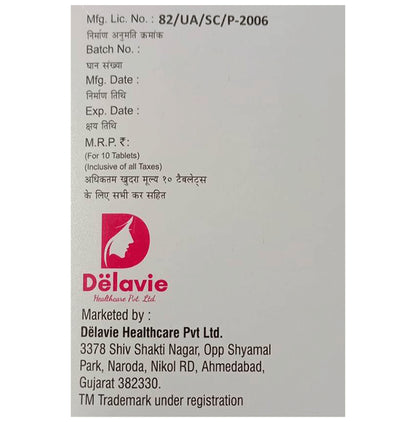 Mfg. Lic. No. : 82/UA/SC/P-2006
निर्माण अनुमति क्रमांक
Batch No. :
घान संख्या
Mfg. Date :
निर्माण तिथि
Exp. Date :
क्षय तिथि
M.R.P. ₹:
(For 10 Tablets)
(Inclusive of all Taxes)
अधिकतम खुदरा मूल्य १० टैबलेट्स
के लिए सभी कर सहित
Dëlavie
Healthcare Pvt Ltd
Marketed by :
Dëlavie Healthcare Pvt Ltd.
3378 Shiv Shakti Nagar, Opp Shyamal
Park, Naroda, Nikol RD, Ahmedabad,
Gujarat 382330.
TM Trademark under registration